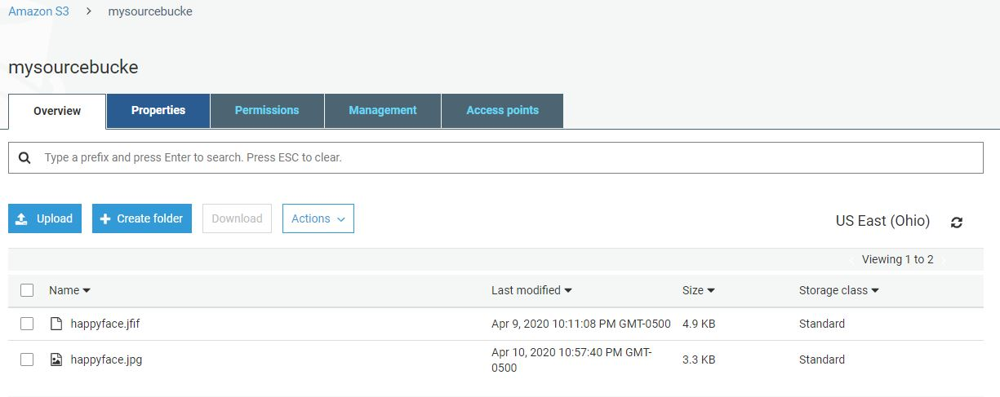 Amazon S3 > mysourcebucke
mysourcebucke
Overview Properties Permissions Management Access points
Type a prefix and press Enter to search. Press ESC to clear.
Upload + Create folder Download Actions US East (Ohio)
Viewing 1 to 2
Name Last modified Size Storage class
happyface.jfif Apr 9, 2020 10:11:08 PM GMT-0500 4.9 KB Standard
happyface.jpg Apr 10, 2020 10:57:40 PM GMT- 3.3 KB Standard
0500